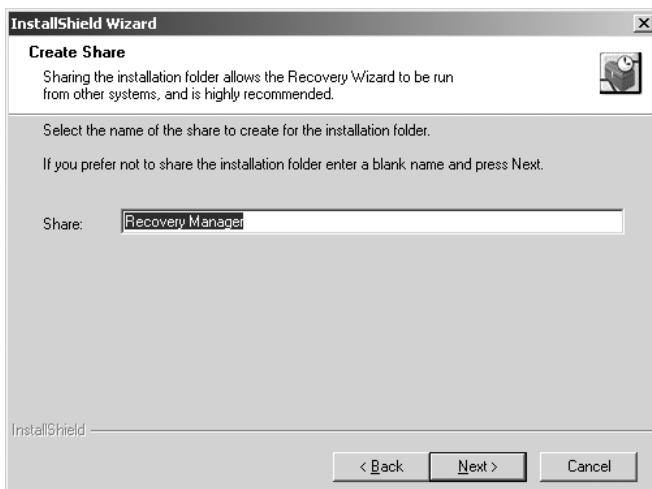 InstallShield Wizard
Create Share
Sharing the installation folder allows the Recovery Wizard to be run
from other systems, and is highly recommended.
Select the name of the share to create for the installation folder.
If you prefer not to share the installation folder enter a blank name and press Next.
Share: Recovery Manager
InstallShield
< Back Next > Cancel